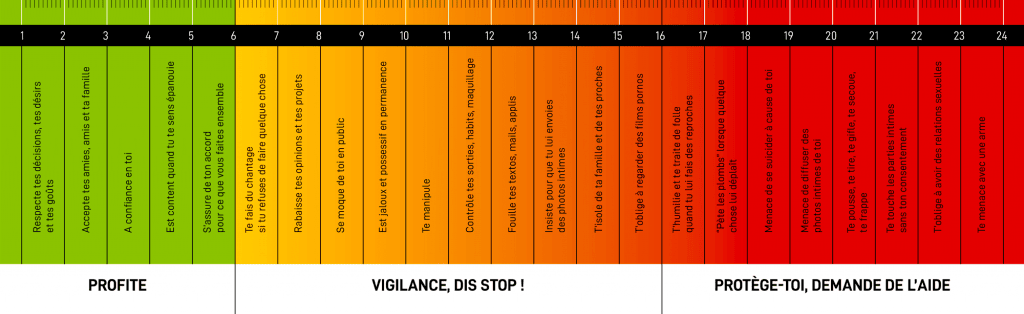 1 2 3 4 5 6 7 8 9 10 11 12 13 14 15 16 17 18 19 20 21 22 23 24
Respecte tes décisions, tes désirs
et tes goûts
Accepte tes amies, amis et ta famille
A confiance en toi
Est content quand tu te sens épanouie
S'assure de ton accord
pour ce que vous faites ensemble
Te fais du chantage
si tu refuses de faire quelque chose
Rabaisse tes opinions et tes projets
Se moque de toi en public
Est jaloux et possessif en permanence
Te manipule
Contrôle tes sorties, habits, maquillage
Fouille tes textos, mails, applis
Insiste pour que tu lui envoies
des photos intimes
T'isole de ta famille et de tes proches
T'oblige à regarder des films pornos
T'humilie et te traite de folle
quand tu lui fais des reproches
"Pète les plombs" lorsque quelque
chose lui déplaît
Menace de se suicider à cause de toi
Menace de diffuser des
photos intimes de toi
Te pousse, te tire, te gifle, te secoue,
te frappe
Te touche les parties intimes
sans ton consentement
T'oblige à avoir des relations sexuelles
Te menace avec une arme
PROFITE
VIGILANCE, DIS STOP !
PROTÈGE-TOI, DEMANDE DE L'AIDE